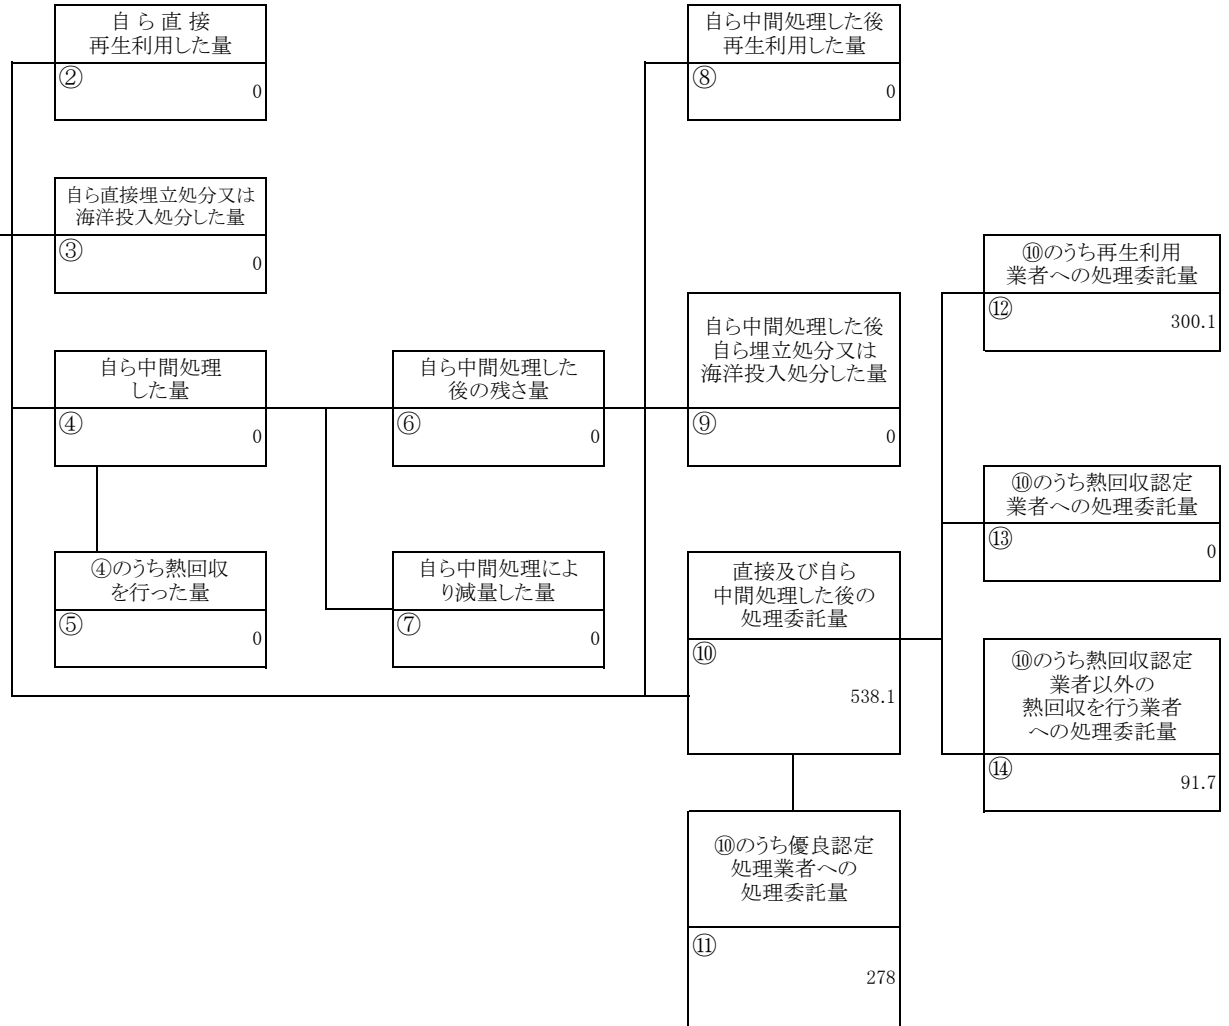 自 ら 直 接
再生利用した量
②
0
自ら中間処理した後
再生利用した量
⑧
0
自ら直接埋立処分又は
海洋投入処分した量
③
0
⑩のうち再生利用
業者への処理委託量
⑫
300.1
自ら中間処理した後
自ら埋立処分又は
海洋投入処分した量
⑨
0
自ら中間処理
した量
④
0
自ら中間処理した
後の残さ量
⑥
0
⑩のうち熱回収認定
業者への処理委託量
⑬
0
④のうち熱回収
を行った量
⑤
0
自ら中間処理によ
り減量した量
⑦
0
直接及び自ら
中間処理した後の
処理委託量
⑩
538.1
⑩のうち熱回収認定
業者以外の
熱回収を行う業者
への処理委託量
⑭
91.7
⑩のうち優良認定
処理業者への
処理委託量
⑪
278